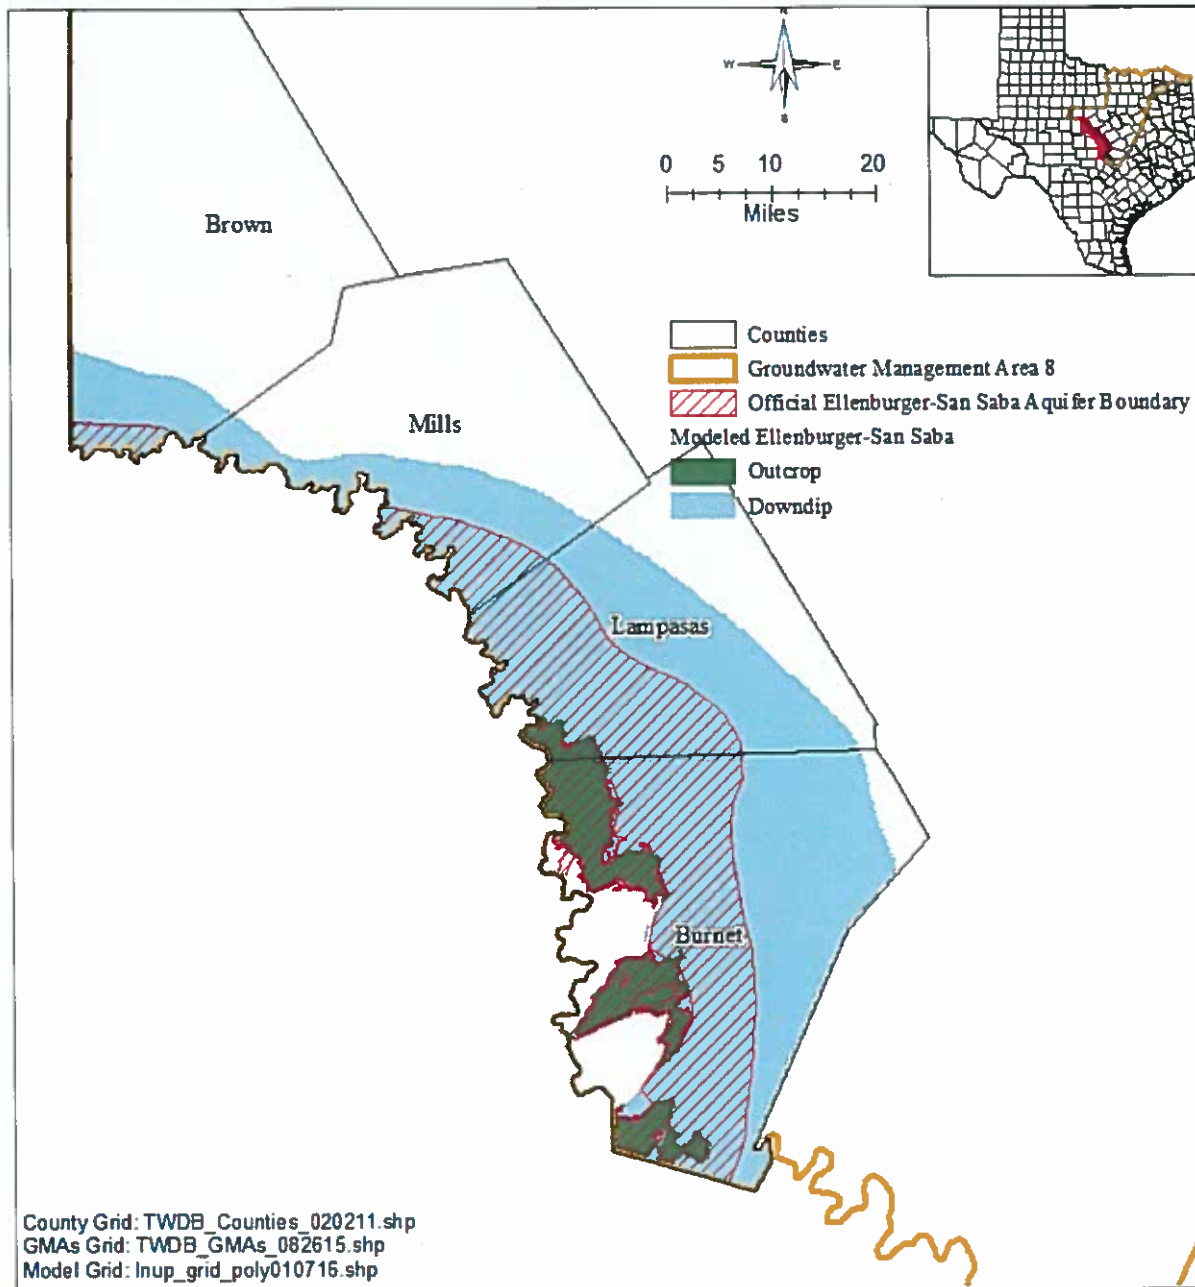 N
W E
S
0 5 10 20
Miles
Brown
Mills
Counties
Groundwater Management Area 8
Official Ellenburger-San Saba Aquifer Boundary
Modeled Ellenburger-San Saba
Outcrop
Downdip
Lampasas
Burnet
County Grid: TWDB_Counties_020211.shp
GMAs Grid: TWDB_GMAs_082615.shp
Model Grid: lnup_grid_poly010716.shp